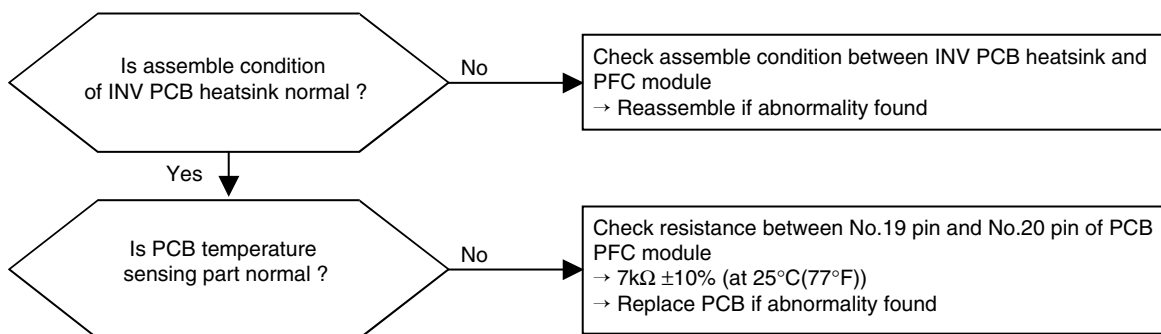 Is assemble condition
of INV PCB heatsink normal ?
No
Check assemble condition between INV PCB heatsink and
PFC module
→ Reassemble if abnormality found
Yes
Is PCB temperature
sensing part normal ?
No
Check resistance between No.19 pin and No.20 pin of PCB
PFC module
→ 7kΩ ±10% (at 25°C(77°F))
→ Replace PCB if abnormality found